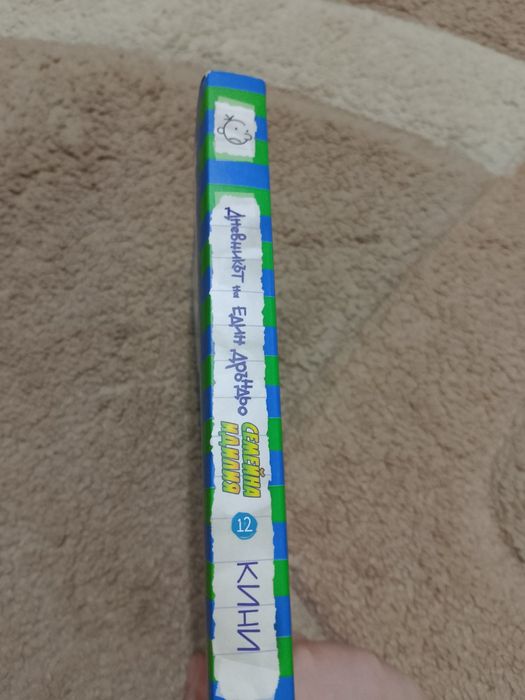 Дневникът на Един Дръндьо
СЕМЕЙНА
ИДИЛИЯ
12
КИНИ